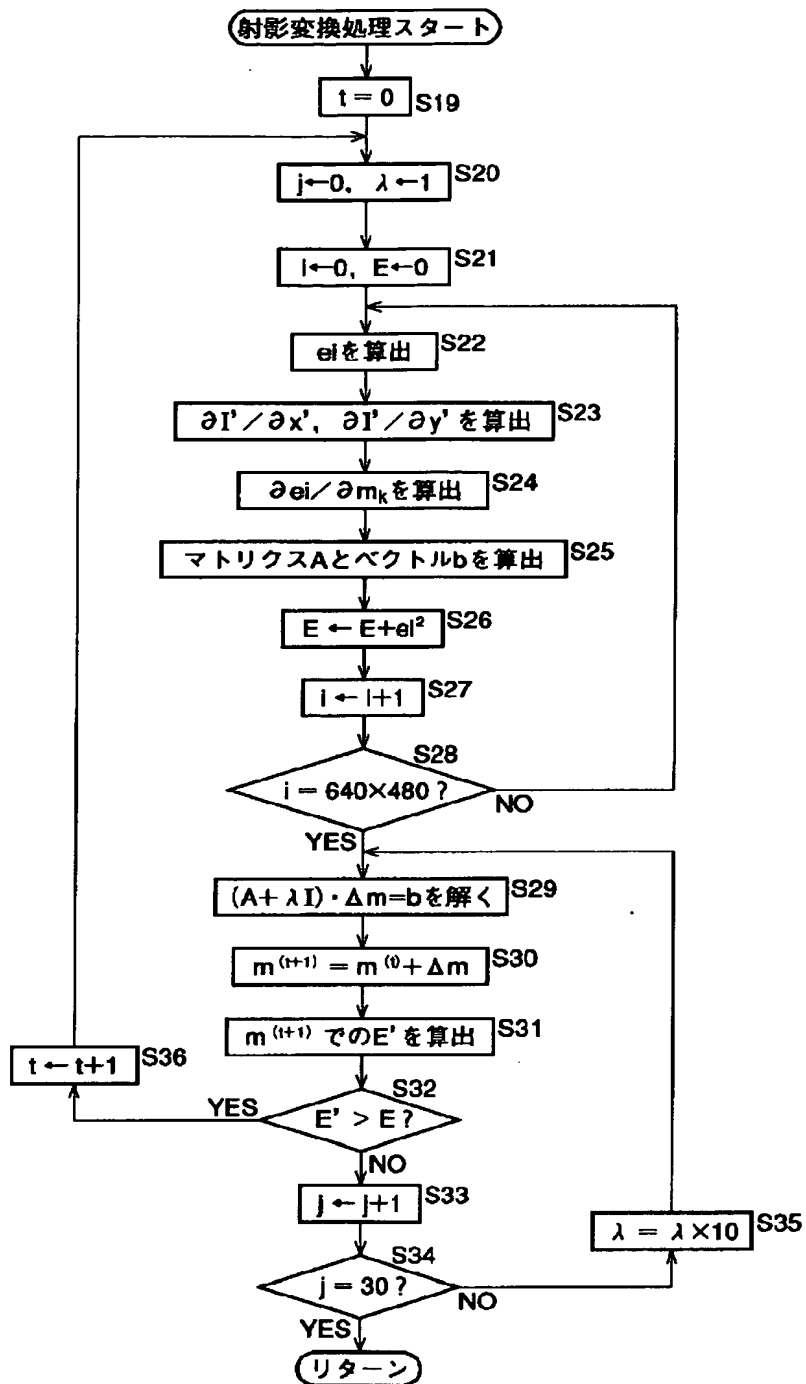 射影変換処理スタート
t = 0
S19
j←0, λ←1
S20
i←0, E←0
S21
eiを算出
S22
∂I'/∂x', ∂I'/∂y' を算出
S23
∂ei/∂mkを算出
S24
マトリクスAとベクトルbを算出
S25
E ← E+ei²
S26
i ← i+1
S27
S28
i = 640×480 ?
NO
YES
(A+λI)・Δm=bを解く
S29
m(t+1) = m(t)+Δm
S30
m(t+1) でのE'を算出
S31
t ← t+1
S36
S32
YES
E' > E ?
NO
j ← j+1
S33
λ = λ×10
S35
S34
j = 30 ?
NO
YES
リターン